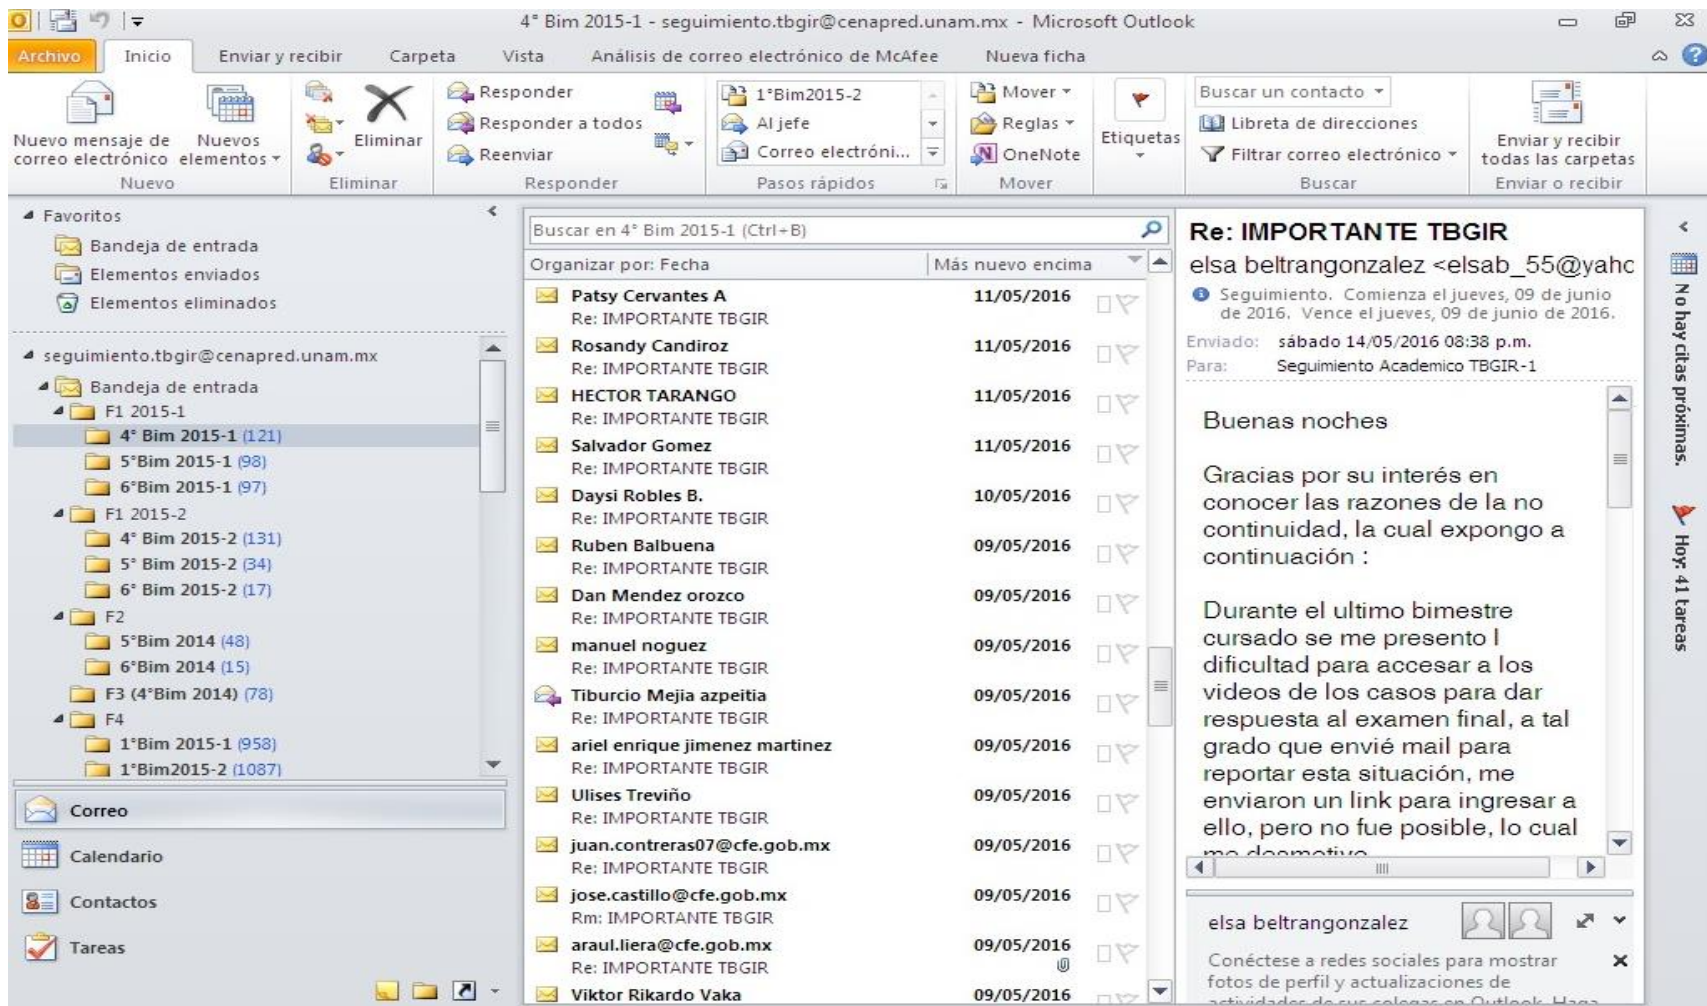 4° Bim 2015-1 - seguimiento.tbgir@cenapred.unam.mx - Microsoft Outlook
Archivo Inicio Enviar y recibir Carpeta Vista Análisis de correo electrónico de McAfee Nueva ficha
Nuevo mensaje de
correo electrónico
Nuevos
elementos
Nuevo
Eliminar
Eliminar
Responder
Responder a todos
Reenviar
Responder
1°Bim2015-2
Al jefe
Correo electróni...
Pasos rápidos
Mover
Reglas
OneNote
Mover
Etiquetas
Buscar un contacto
Libreta de direcciones
Filtrar correo electrónico
Buscar
Enviar y recibir
todas las carpetas
Enviar o recibir
Favoritos
Bandeja de entrada
Elementos enviados
Elementos eliminados
seguimiento.tbgir@cenapred.unam.mx
Bandeja de entrada
F1 2015-1
4° Bim 2015-1 (121)
5°Bim 2015-1 (98)
6°Bim 2015-1 (97)
F1 2015-2
4° Bim 2015-2 (131)
5° Bim 2015-2 (34)
6° Bim 2015-2 (17)
F2
5°Bim 2014 (48)
6°Bim 2014 (15)
F3 (4°Bim 2014) (78)
F4
1°Bim 2015-1 (958)
1°Bim2015-2 (1087)
Correo
Calendario
Contactos
Tareas
Buscar en 4° Bim 2015-1 (Ctrl+B)
Organizar por: Fecha Más nuevo encima
Patsy Cervantes A 11/05/2016
Re: IMPORTANTE TBGIR
Rosandy Candiroz 11/05/2016
Re: IMPORTANTE TBGIR
HECTOR TARANGO 11/05/2016
Re: IMPORTANTE TBGIR
Salvador Gomez 11/05/2016
Re: IMPORTANTE TBGIR
Daysi Robles B. 10/05/2016
Re: IMPORTANTE TBGIR
Ruben Balbuena 09/05/2016
Re: IMPORTANTE TBGIR
Dan Mendez orozco 09/05/2016
Re: IMPORTANTE TBGIR
manuel noguez 09/05/2016
Re: IMPORTANTE TBGIR
Tiburcio Mejia azpeitia 09/05/2016
Re: IMPORTANTE TBGIR
ariel enrique jimenez martinez 09/05/2016
Re: IMPORTANTE TBGIR
Ulises Treviño 09/05/2016
Re: IMPORTANTE TBGIR
juan.contreras07@cfe.gob.mx 09/05/2016
Re: IMPORTANTE TBGIR
jose.castillo@cfe.gob.mx 09/05/2016
Rm: IMPORTANTE TBGIR
araul.liera@cfe.gob.mx 09/05/2016
Re: IMPORTANTE TBGIR
Viktor Rikardo Vaka 09/05/2016
Re: IMPORTANTE TBGIR
elsa beltrangonzalez <elsab_55@yahc
Seguimiento. Comienza el jueves, 09 de junio
de 2016. Vence el jueves, 09 de junio de 2016.
Enviado: sábado 14/05/2016 08:38 p.m.
Para: Seguimiento Academico TBGIR-1
Buenas noches
Gracias por su interés en
conocer las razones de la no
continuidad, la cual expongo a
continuación :
Durante el ultimo bimestre
cursado se me presento l
dificultad para accesar a los
videos de los casos para dar
respuesta al examen final, a tal
grado que envié mail para
reportar esta situación, me
enviaron un link para ingresar a
ello, pero no fue posible, lo cual
me desmotivo
elsa beltrangonzalez
Conéctese a redes sociales para mostrar
fotos de perfil y actualizaciones de
actividades de sus colegas en Outlook. Haga
No hay citas próximas.
Hoy: 41 tareas